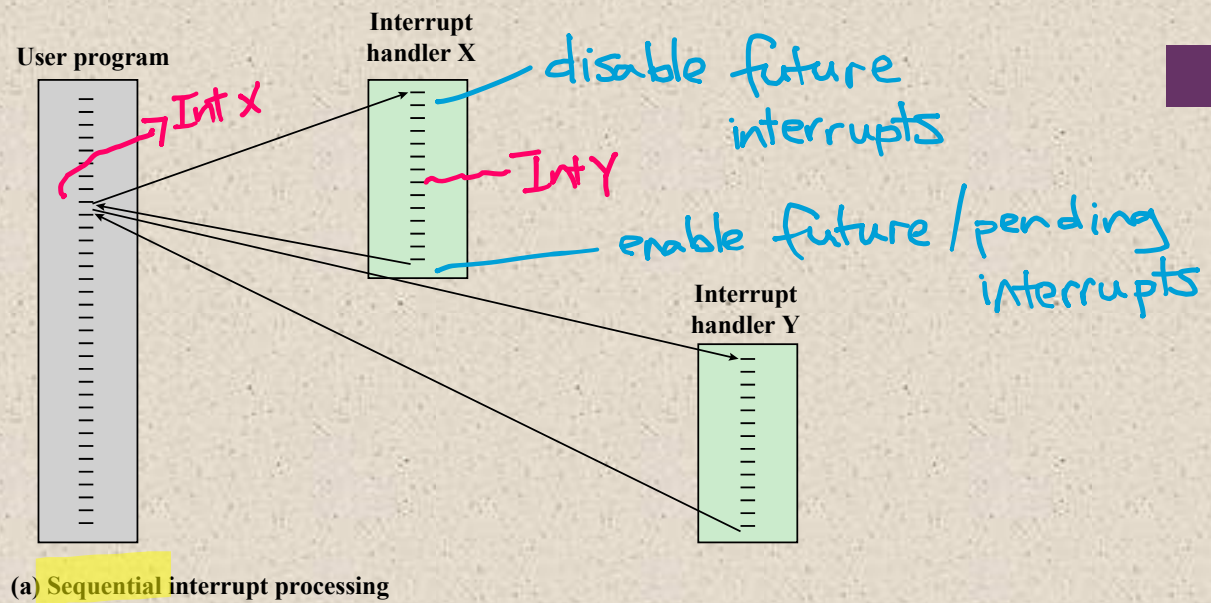 User program
Interrupt
handler X
Int X
disable future
interrupts
Int Y
enable future/pending
interrupts
Interrupt
handler Y
(a) Sequential interrupt processing